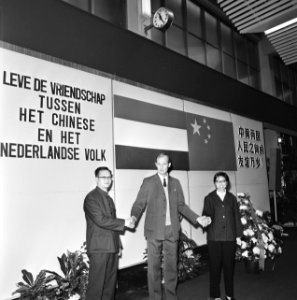 LEVE DE VRIENDSCHAP
TUSSEN
HET CHINESE
EN HET
NEDERLANDSE VOLK
中荷兩国
人民之间的
友谊万岁